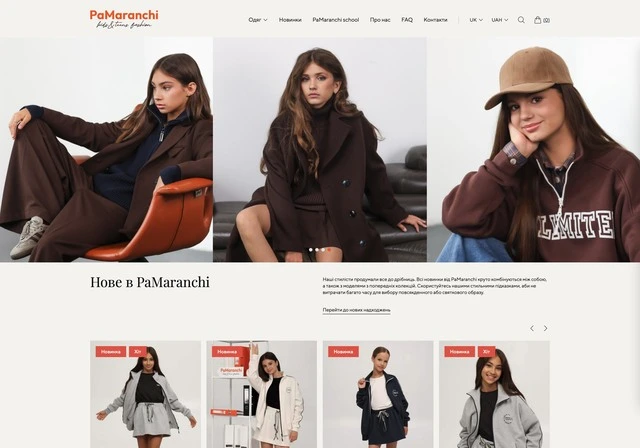 PaMaranchi
kids & teens fashion
Одяг
Новинки
PaMaranchi school
Про нас
FAQ
Контакти
UK
UAH
(0)
LIMITE
Нове в PaMaranchi
Наші стилісти продумали все до дрібниць. Всі новинки від PaMaranchi круто комбінуються між собою,
а також з моделями з попередніх колекцій. Скористуйтесь нашими стильними підказками, аби не
витрачати багато часу для вибору повсякденного або святкового образу.
Перейти до нових надходжень
Новинка
Хіт
Новинка
PaMaranchi
Новинка
Новинка
Хіт